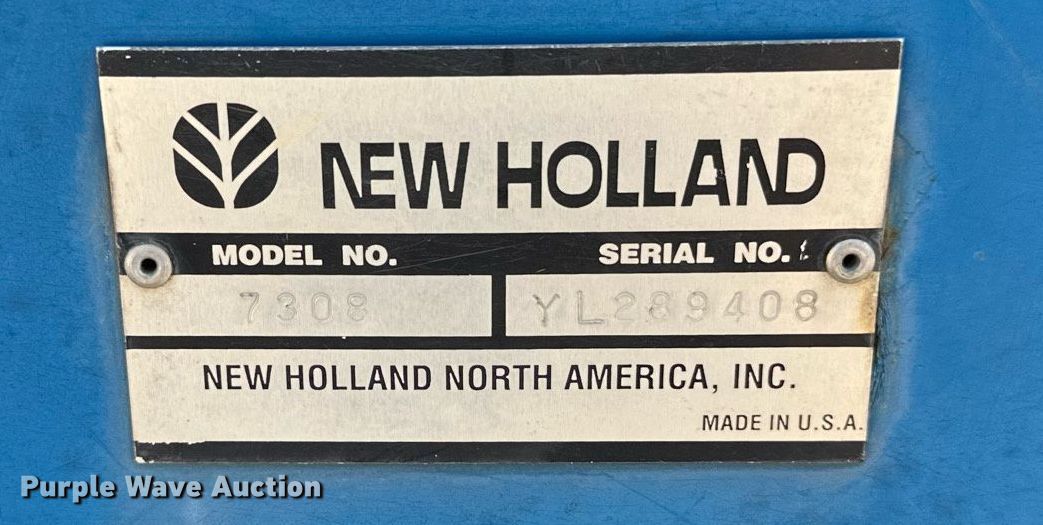 NEW HOLLAND
MODEL NO. SERIAL NO.
7308 YL289408
NEW HOLLAND NORTH AMERICA, INC.
MADE IN U.S.A.
Purple Wave Auction